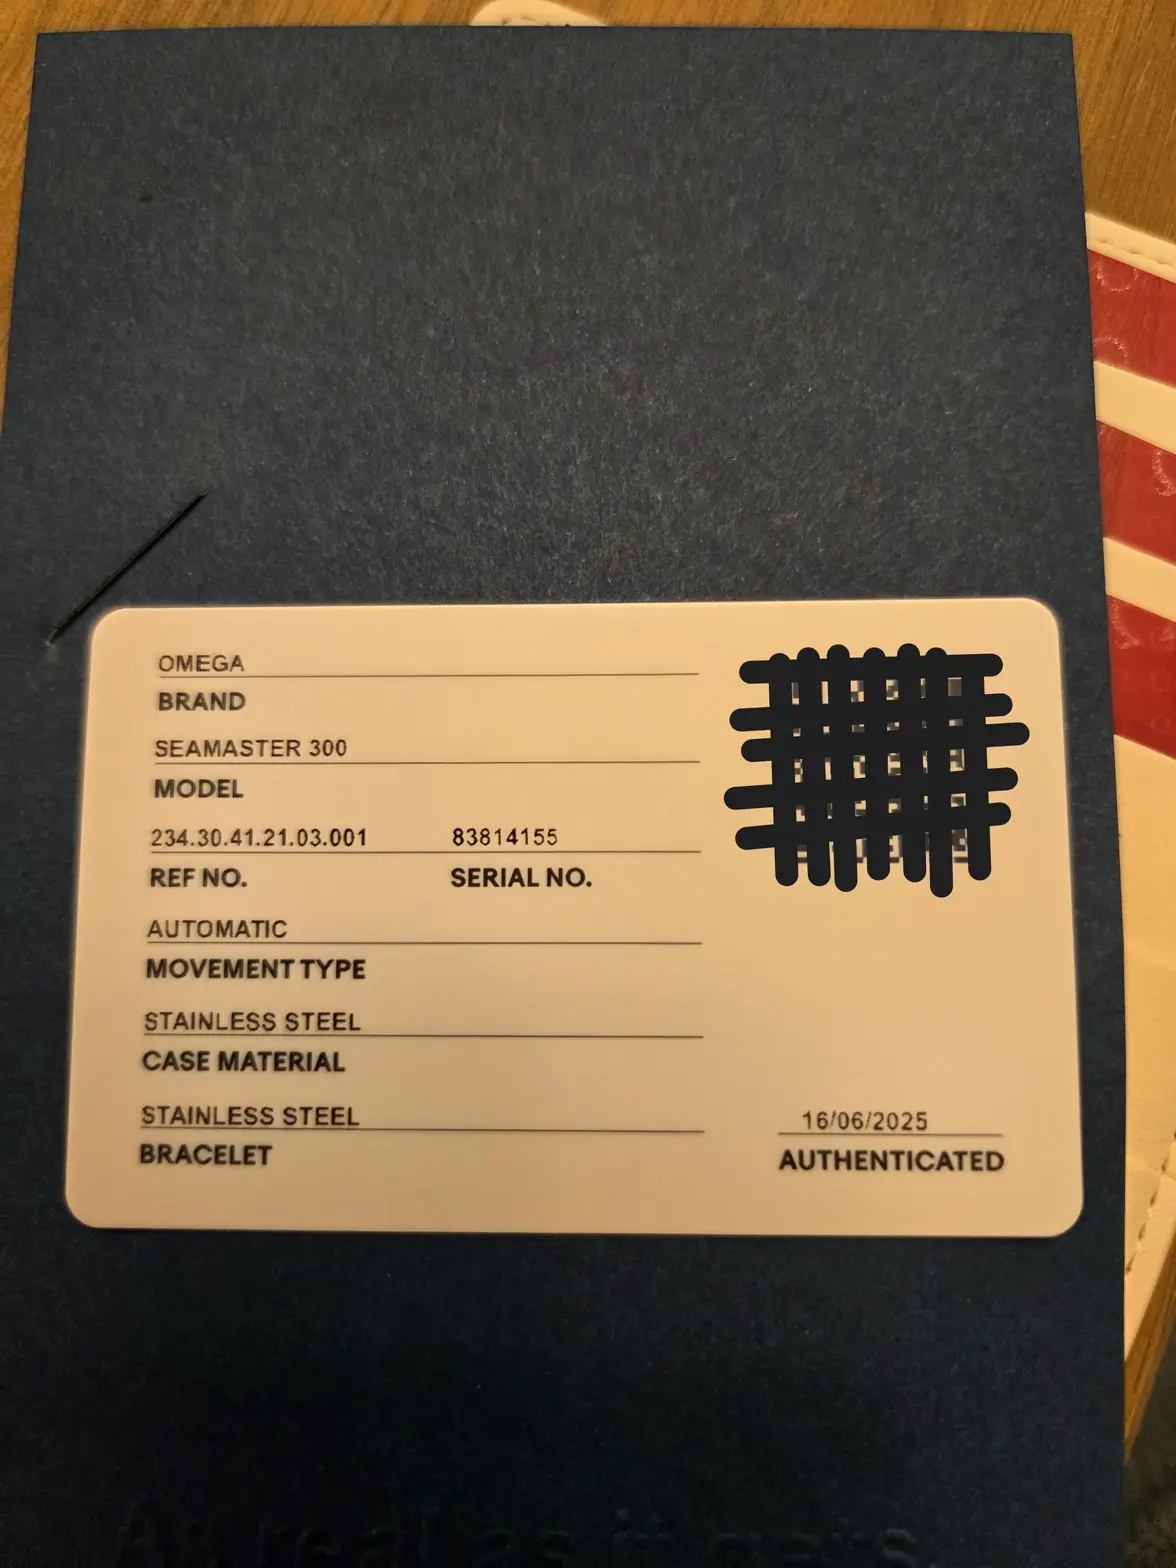 OMEGA
BRAND
SEAMASTER 300
MODEL
234.30.41.21.03.001 83814155
REF NO. SERIAL NO.
AUTOMATIC
MOVEMENT TYPE
STAINLESS STEEL
CASE MATERIAL
STAINLESS STEEL 16/06/2025
BRACELET AUTHENTICATED